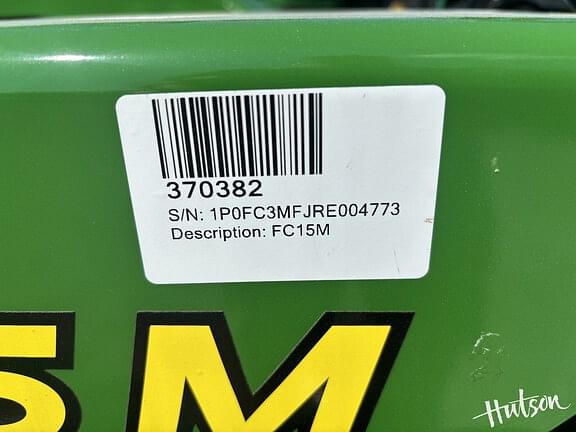 370382
S/N: 1P0FC3MFJRE004773
Description: FC15M
5M
Hutson